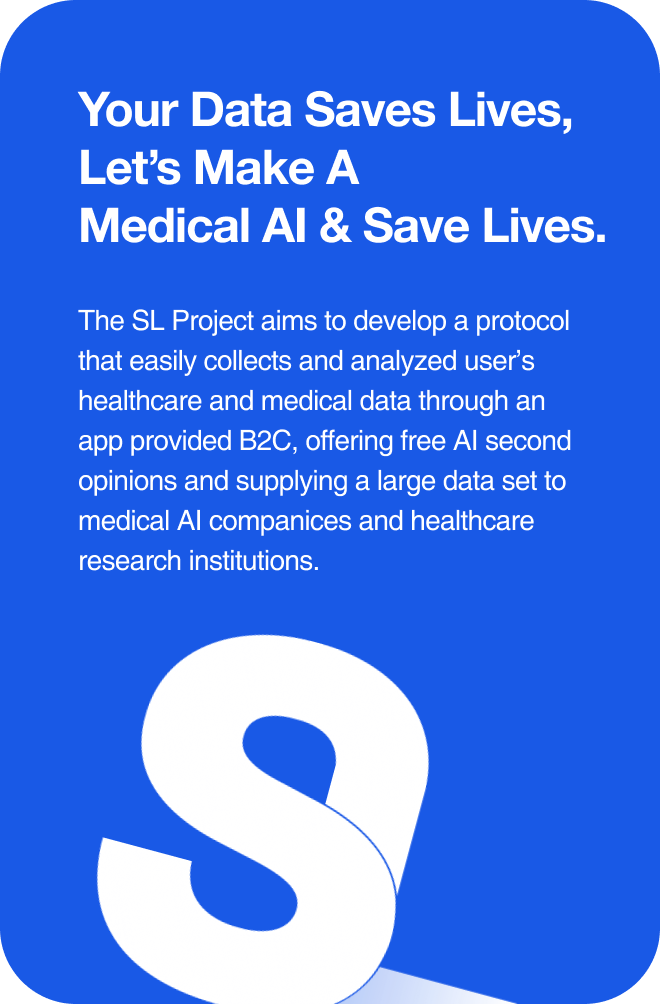 Your Data Saves Lives,
Let’s Make A
Medical AI & Save Lives.
The SL Project aims to develop a protocol
that easily collects and analyzed user’s
healthcare and medical data through an
app provided B2C, offering free AI second
opinions and supplying a large data set to
medical AI companices and healthcare
research institutions.